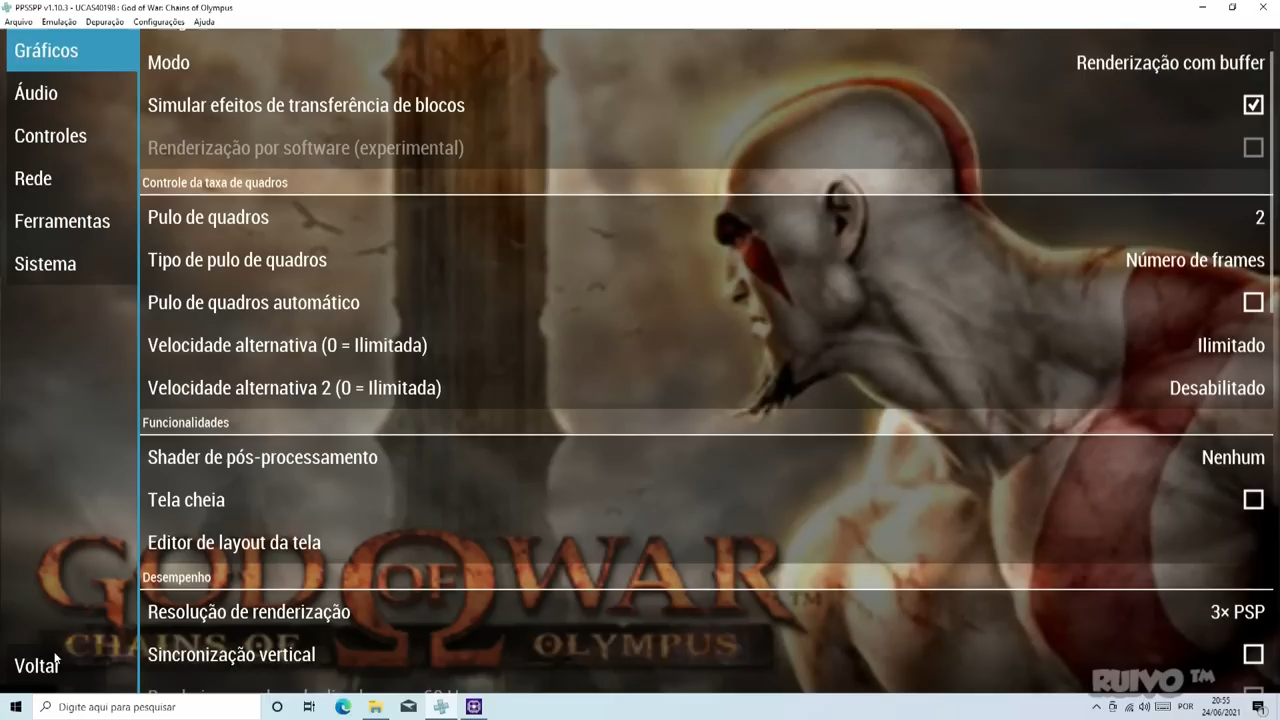 PPSSPP v1.10.3 - UCAS40198 : God of War: Chains of Olympus
Arquivo Emulação Depuração Configurações Ajuda
Gráficos
Áudio
Controles
Rede
Ferramentas
Sistema
Voltar
Modo Renderização com buffer
Simular efeitos de transferência de blocos
Renderização por software (experimental)
Controle da taxa de quadros
Pulo de quadros 2
Tipo de pulo de quadros Número de frames
Pulo de quadros automático
Velocidade alternativa (0 = Ilimitada) Ilimitado
Velocidade alternativa 2 (0 = Ilimitada) Desabilitado
Funcionalidades
Shader de pós-processamento Nenhum
Tela cheia
Editor de layout da tela
Desempenho
Resolução de renderização 3× PSP
Sincronização vertical
GOD OF WAR™
CHAINS OF OLYMPUS
RUIVO™
Digite aqui para pesquisar
POR
20:55
24/06/2021